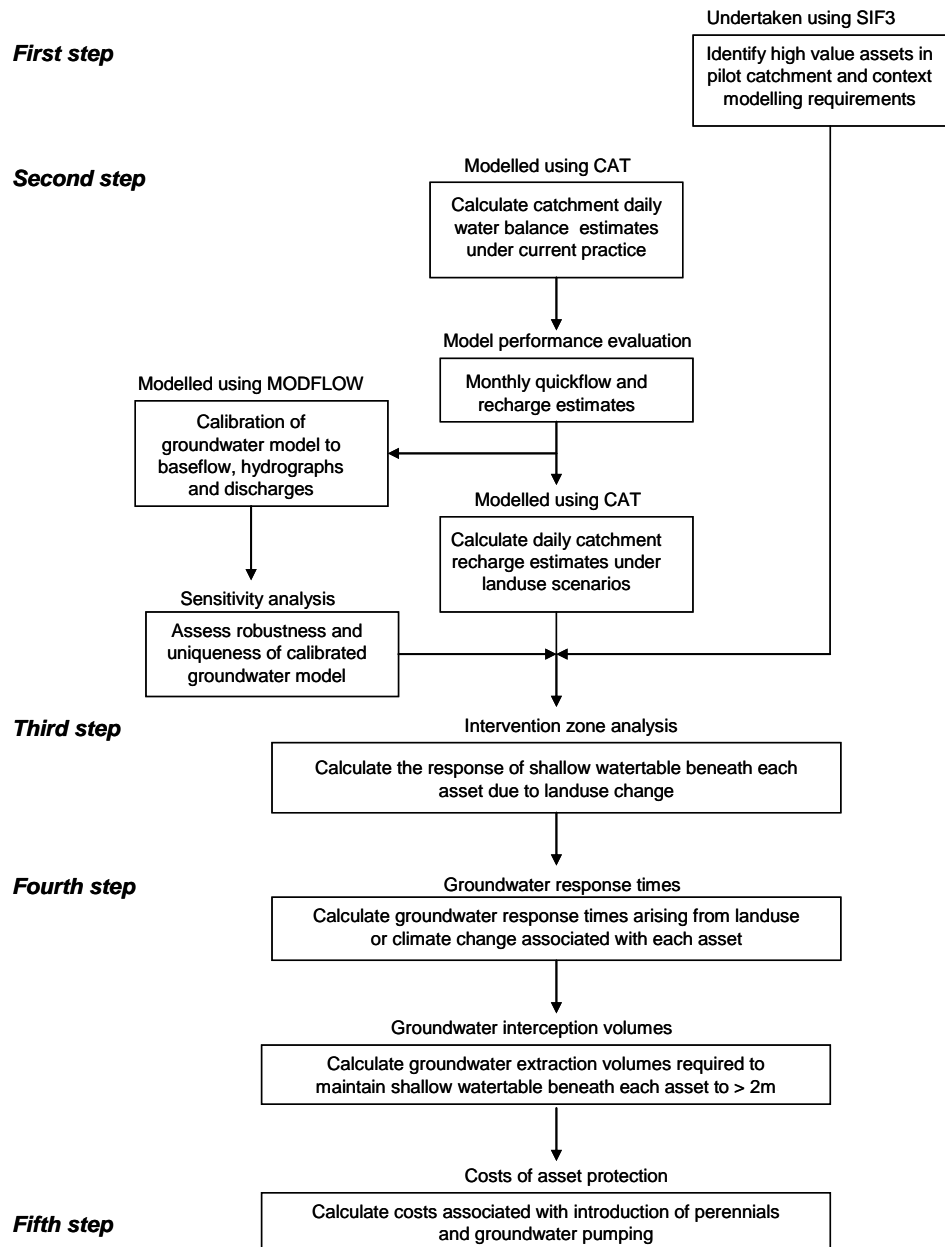 Undertaken using SIF3
First step
Identify high value assets in
pilot catchment and context
modelling requirements
Second step
Modelled using CAT
Calculate catchment daily
water balance estimates
under current practice
Model performance evaluation
Monthly quickflow and
recharge estimates
Modelled using MODFLOW
Calibration of
groundwater model to
baseflow, hydrographs
and discharges
Modelled using CAT
Calculate daily catchment
recharge estimates under
landuse scenarios
Sensitivity analysis
Assess robustness and
uniqueness of calibrated
groundwater model
Third step
Intervention zone analysis
Calculate the response of shallow watertable beneath each
asset due to landuse change
Fourth step
Groundwater response times
Calculate groundwater response times arising from landuse
or climate change associated with each asset
Groundwater interception volumes
Calculate groundwater extraction volumes required to
maintain shallow watertable beneath each asset to > 2m
Costs of asset protection
Fifth step
Calculate costs associated with introduction of perennials
and groundwater pumping